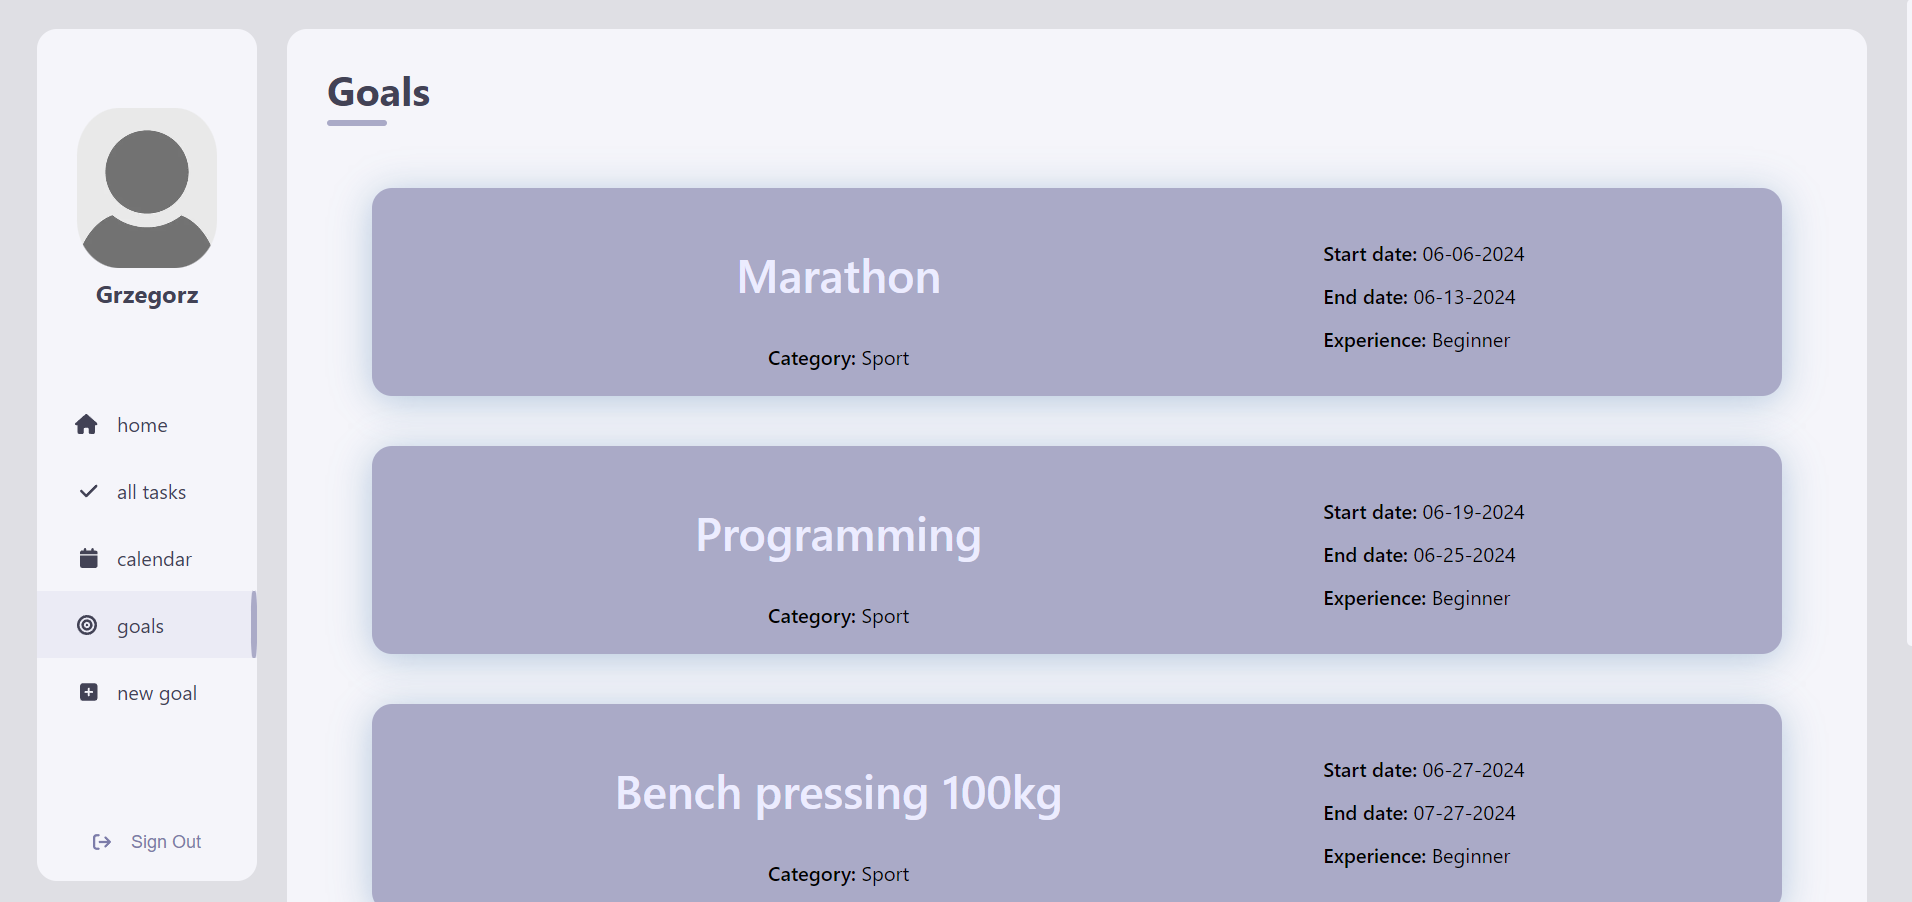 Grzegorz
home
all tasks
calendar
goals
new goal
Sign Out
Goals
Marathon
Category: Sport
Start date: 06-06-2024
End date: 06-13-2024
Experience: Beginner
Programming
Category: Sport
Start date: 06-19-2024
End date: 06-25-2024
Experience: Beginner
Bench pressing 100kg
Category: Sport
Start date: 06-27-2024
End date: 07-27-2024
Experience: Beginner